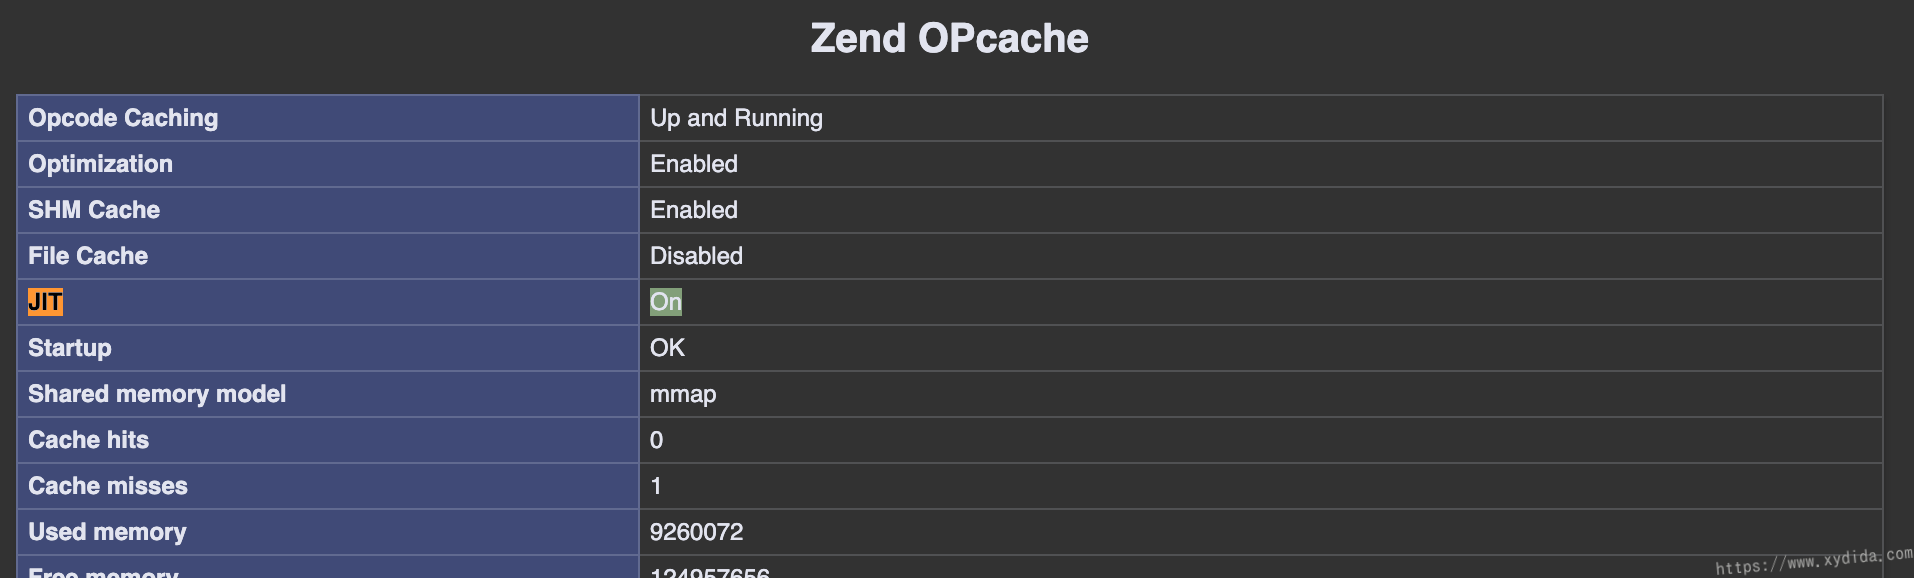 Zend OPcache
Opcode Caching Up and Running
Optimization Enabled
SHM Cache Enabled
File Cache Disabled
JIT On
Startup OK
Shared memory model mmap
Cache hits 0
Cache misses 1
Used memory 9260072
Free memory 124957656
https://www.xydida.com